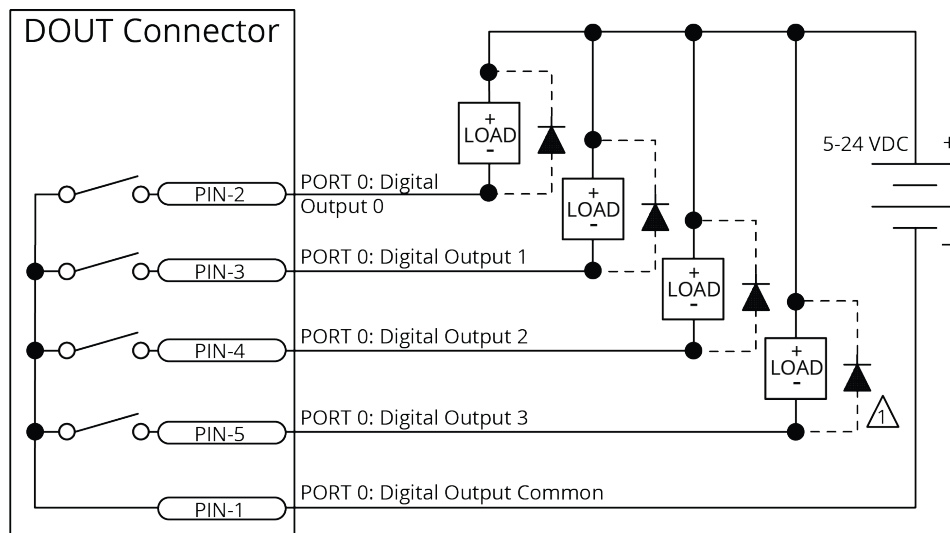 DOUT Connector
+
LOAD
-
5-24 VDC
+
PORT 0: Digital
Output 0
PIN-2
+
LOAD
-
PORT 0: Digital Output 1
PIN-3
+
LOAD
-
PORT 0: Digital Output 2
PIN-4
+
LOAD
-
1
PORT 0: Digital Output 3
PIN-5
-
PORT 0: Digital Output Common
PIN-1